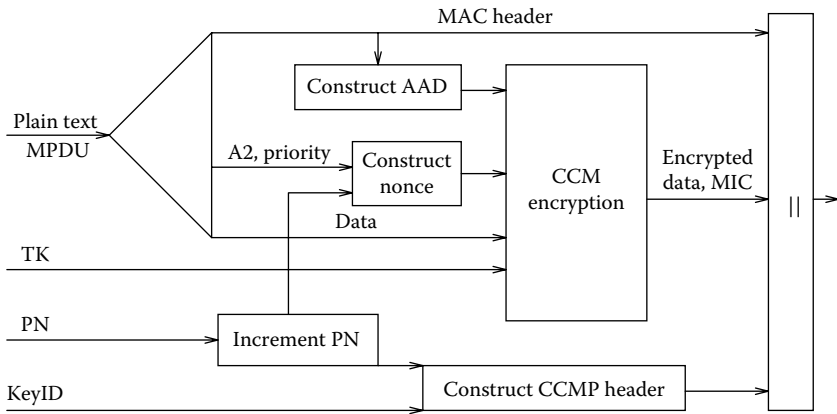 MAC header
Construct AAD
Plain text
MPDU
A2, priority
Construct
nonce
CCM
encryption
Encrypted
data, MIC
||
Data
TK
PN
Increment PN
KeyID
Construct CCMP header